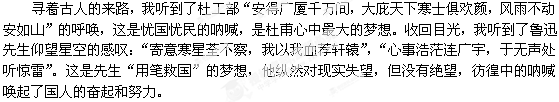 寻着古人的来路，我听到了杜工部“安得广厦千万间，大庇天下寒士俱欢颜，风雨不动
安如山”的呼唤，这是忧国忧民的呐喊，是杜甫心中最大的梦想。收回目光，我听到了鲁迅
先生仰望星空的感叹：“寄意寒星荃不察，我以我血荐轩辕”，“心事浩茫连广宇，于无声处
听惊雷”。这是先生“用笔救国”的梦想，他纵然对现实失望，但没有绝望，彷徨中的呐喊
唤起了国人的奋起和努力。